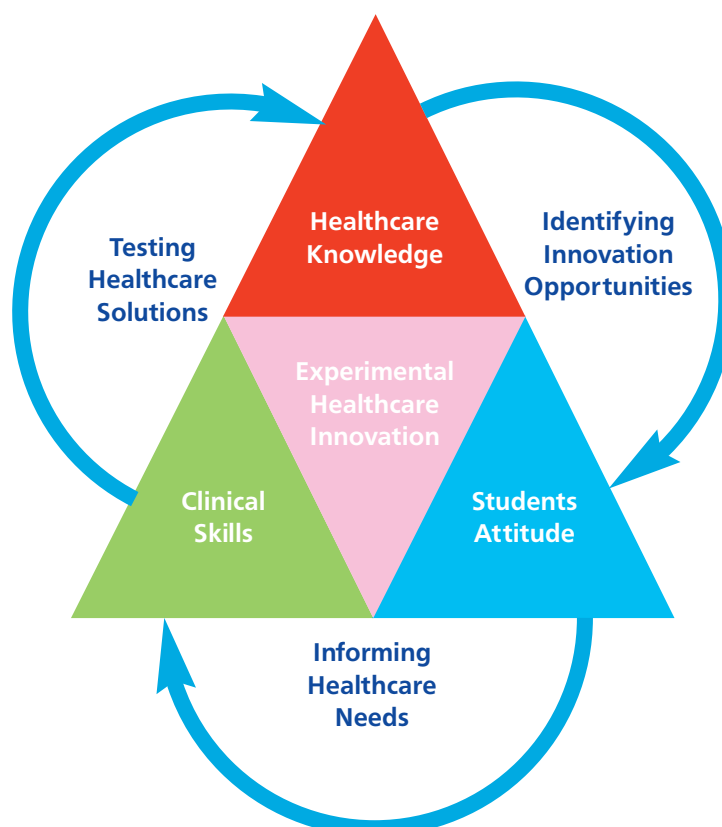 Healthcare
Knowledge
Testing
Healthcare
Solutions
Identifying
Innovation
Opportunities
Experimental
Healthcare
Innovation
Clinical
Skills
Students
Attitude
Informing
Healthcare
Needs